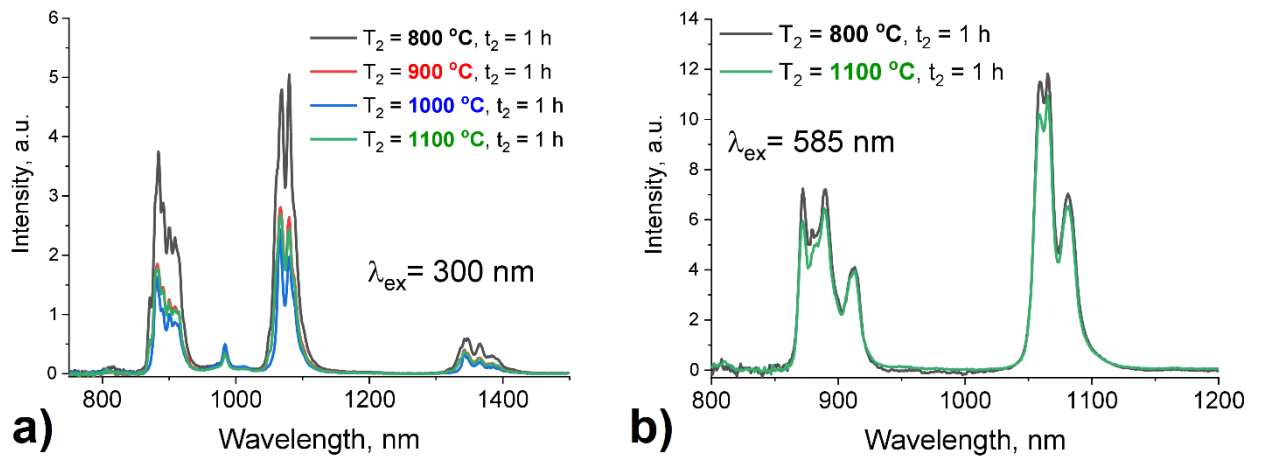 6
5
4
3
2
1
0
Intensity, a.u.
T₂ = 800 °C, t₂ = 1 h
T₂ = 900 °C, t₂ = 1 h
T₂ = 1000 °C, t₂ = 1 h
T₂ = 1100 °C, t₂ = 1 h
λex= 300 nm
800 1000 1200 1400
Wavelength, nm
a)
14
12
10
8
6
4
2
0
Intensity, a.u.
T₂ = 800 °C, t₂ = 1 h
T₂ = 1100 °C, t₂ = 1 h
λex= 585 nm
800 900 1000 1100 1200
Wavelength, nm
b)